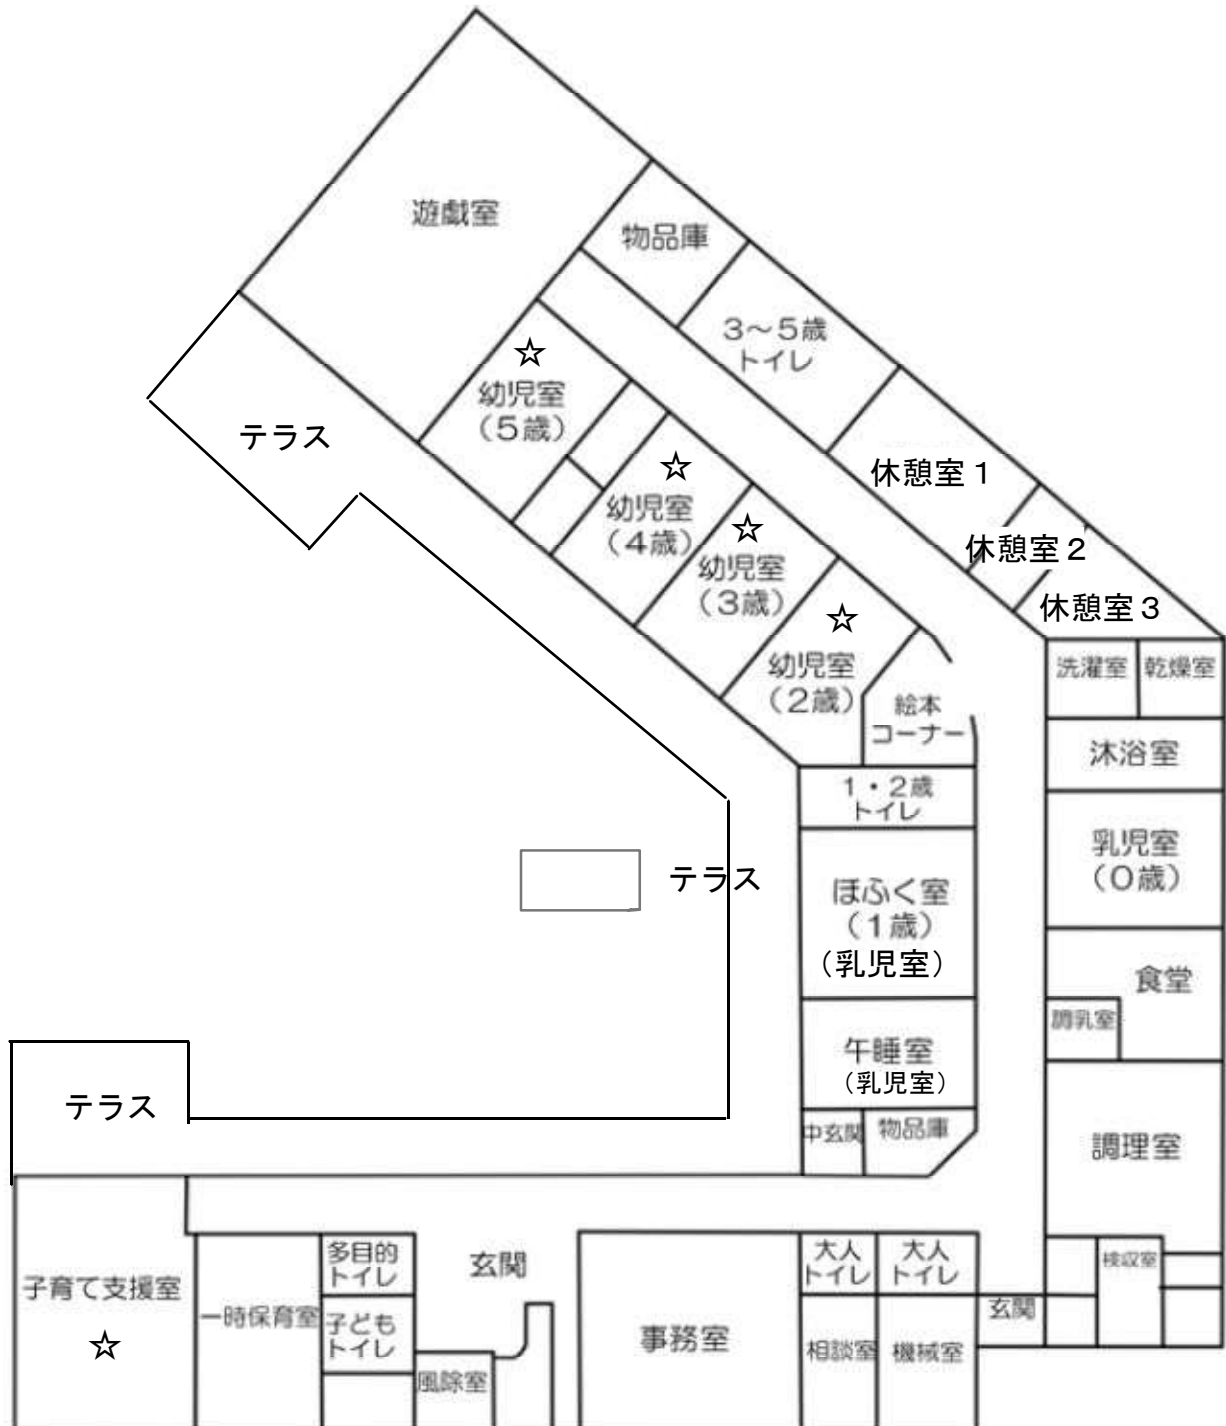 遊戯室
物品庫
3～5歳
トイレ
☆
幼児室
（5歳）
テラス
☆
幼児室
（4歳）
休憩室1
☆
幼児室
（3歳）
休憩室2
休憩室3
☆
幼児室
（2歳）
絵本
コーナー
洗濯室
乾燥室
沐浴室
1・2歳
トイレ
乳児室
（0歳）
テラス
ほふく室
（1歳）
（乳児室）
食堂
調乳室
午睡室
（乳児室）
テラス
中玄関
物品庫
調理室
子育て支援室
☆
一時保育室
多目的
トイレ
子ども
トイレ
玄関
風除室
事務室
大人
トイレ
大人
トイレ
相談室
機械室
玄関
検収室